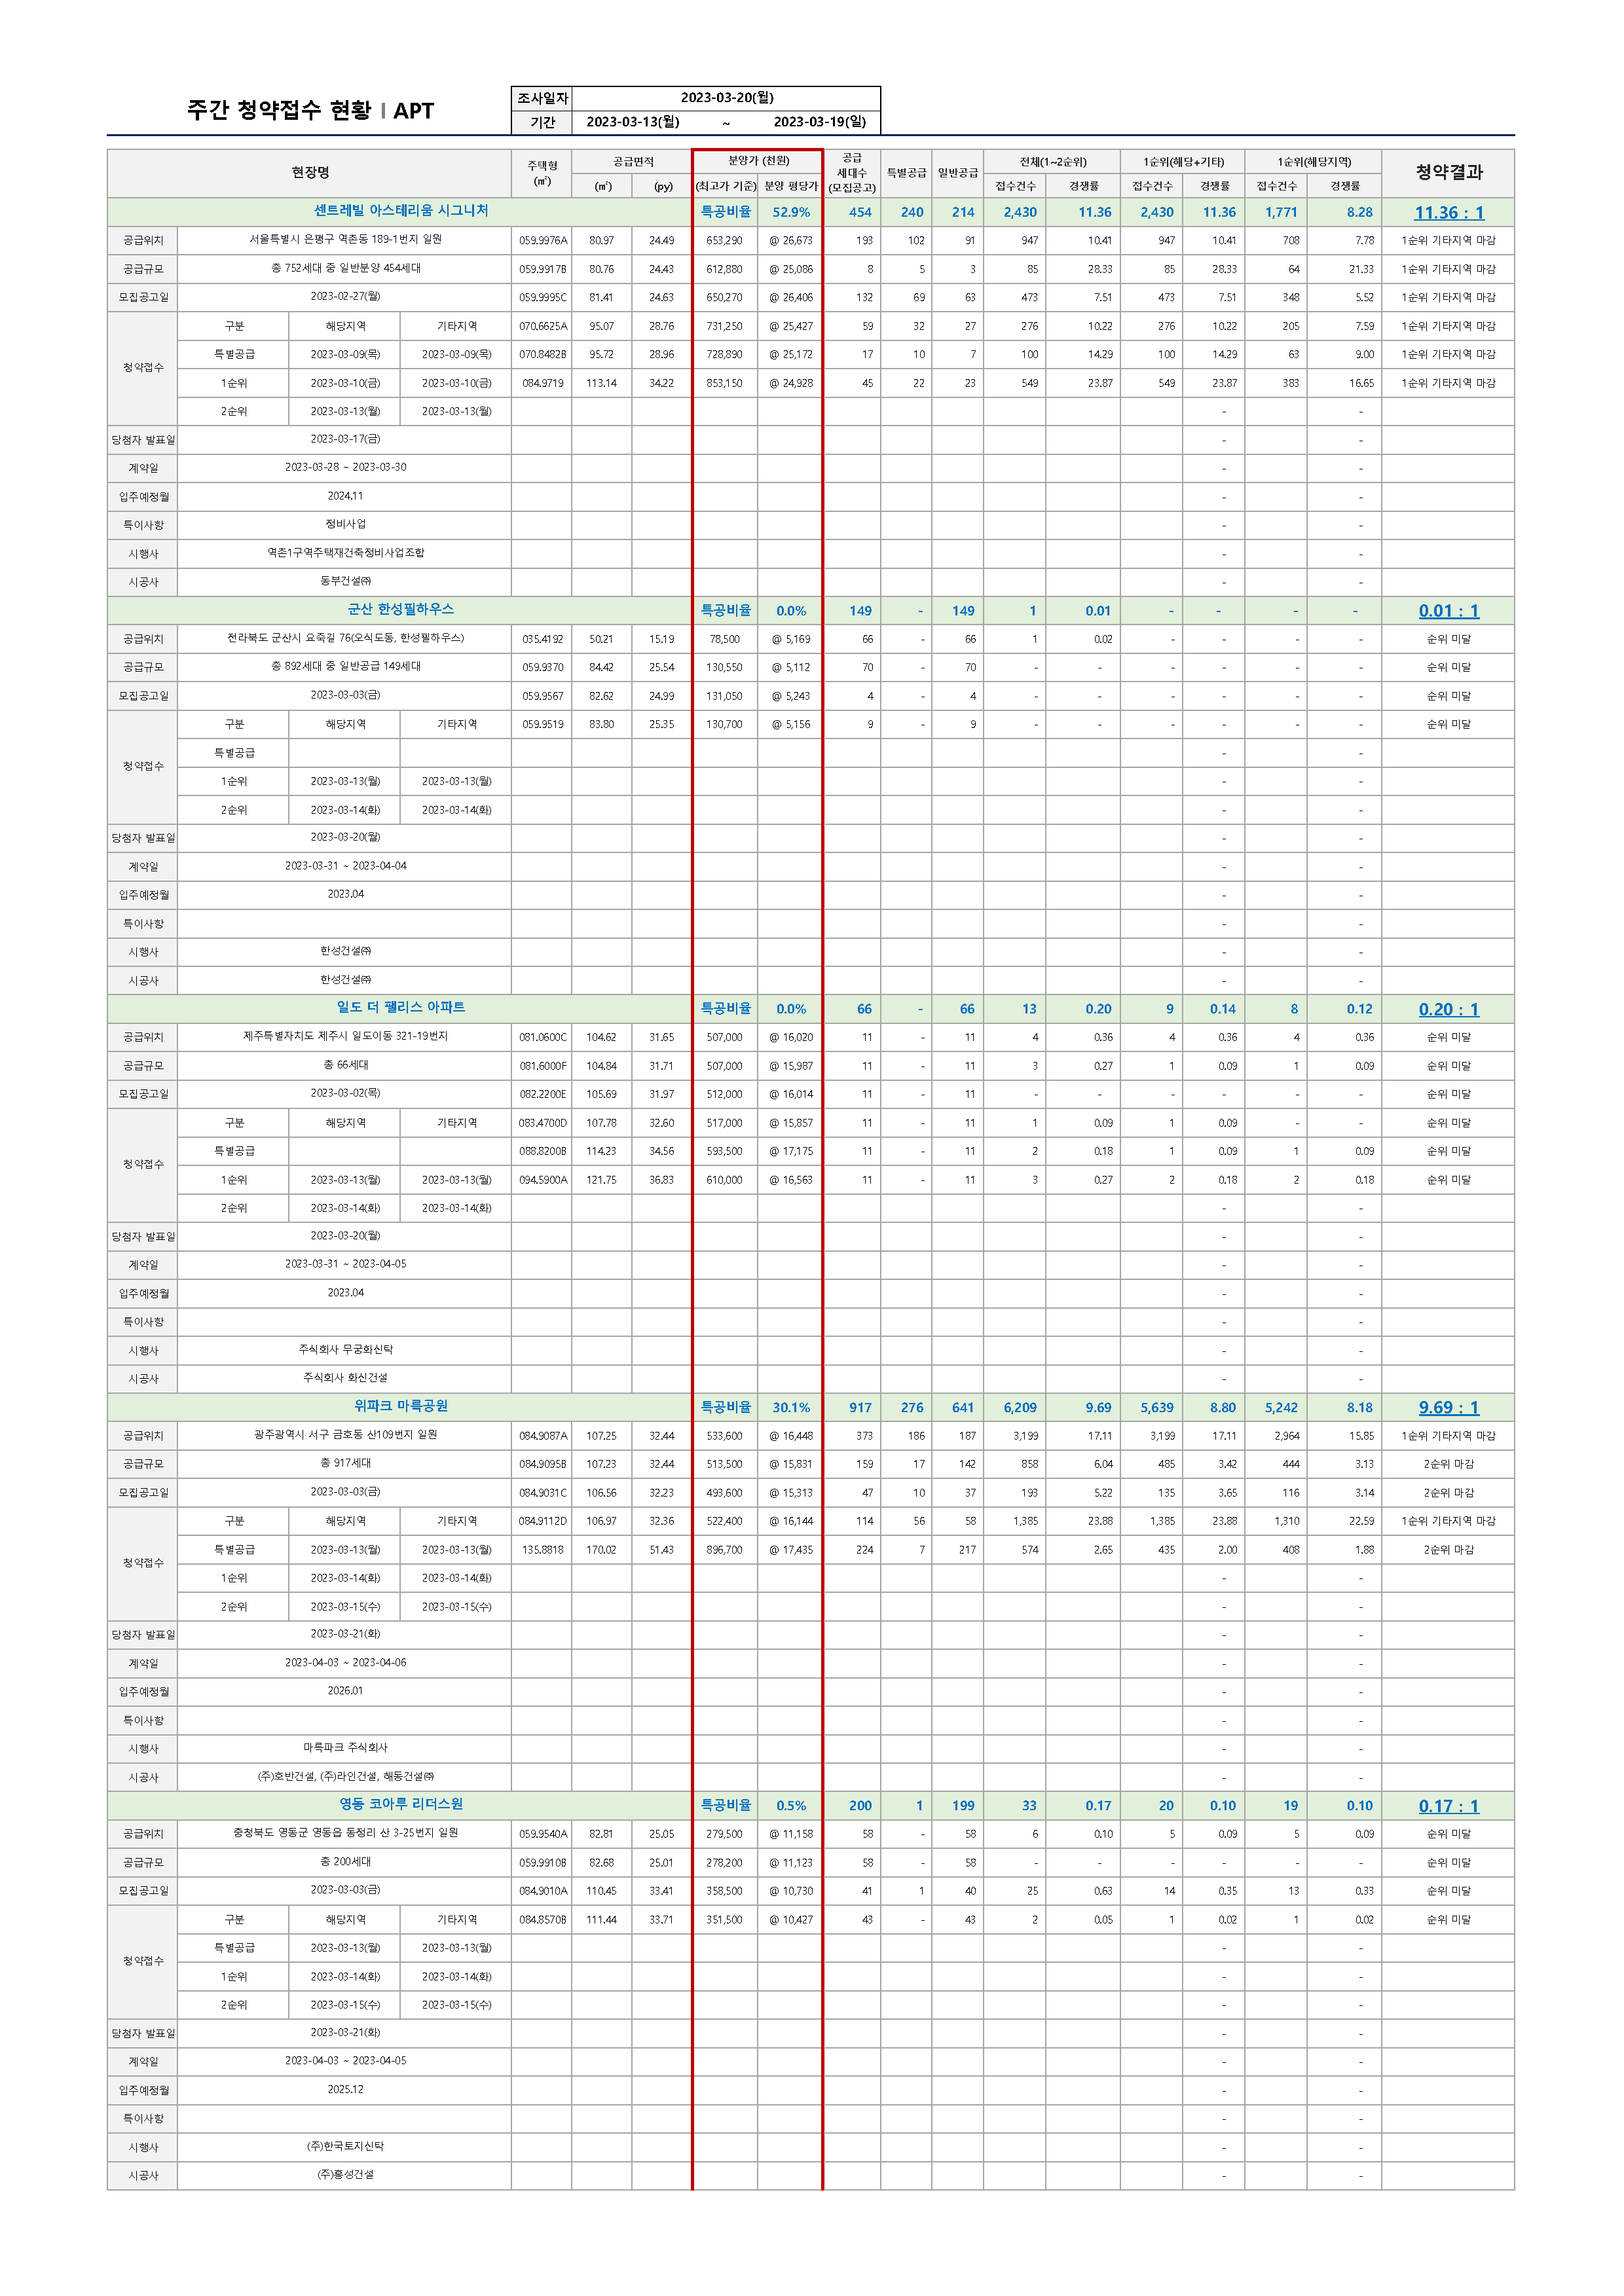 주간 청약접수 현황 | APT
조사일자 2023-03-20(월)
기간 2023-03-13(월) ~ 2023-03-19(일)
현장명 주택형 (㎡) 공급면적 분양가 (천원) 공급 세대수 (모집공고) 특별공급 일반공급 전체(1~2순위) 1순위(해당+기타) 1순위(해당지역) 청약결과
(㎡) (py) (최고가 기준) 분양 평당가 접수건수 경쟁률 접수건수 경쟁률 접수건수 경쟁률
센트레빌 아스테리움 시그니처 특공비율 52.9% 454 240 214 2,430 11.36 2,430 11.36 1,771 8.28 11.36 : 1
공급위치 서울특별시 은평구 역촌동 189-1번지 일원 059.9976A 80.97 24.49 653,290 @ 26,673 193 102 91 947 10.41 947 10.41 708 7.78 1순위 기타지역 마감
공급규모 총 752세대 중 일반분양 454세대 059.9917B 80.76 24.43 612,880 @ 25,086 8 5 3 85 28.33 85 28.33 64 21.33 1순위 기타지역 마감
모집공고일 2023-02-27(월) 059.9995C 81.41 24.63 650,270 @ 26,406 132 69 63 473 7.51 473 7.51 348 5.52 1순위 기타지역 마감
청약접수 구분 해당지역 기타지역 070.6625A 95.07 28.76 731,250 @ 25,427 59 32 27 276 10.22 276 10.22 205 7.59 1순위 기타지역 마감
특별공급 2023-03-09(목) 2023-03-09(목) 070.8482B 95.72 28.96 728,890 @ 25,172 17 10 7 100 14.29 100 14.29 63 9.00 1순위 기타지역 마감
1순위 2023-03-10(금) 2023-03-10(금) 084.9719 113.14 34.22 853,150 @ 24,928 45 22 23 549 23.87 549 23.87 383 16.65 1순위 기타지역 마감
2순위 2023-03-13(월) 2023-03-13(월) - -
당첨자 발표일 2023-03-17(금) - -
계약일 2023-03-28 ~ 2023-03-30 - -
입주예정월 2024.11 - -
특이사항 정비사업 - -
시행사 역촌1구역주택재건축정비사업조합 - -
시공사 동부건설㈜ - -
군산 한성필하우스 특공비율 0.0% 149 - 149 1 0.01 - - - - 0.01 : 1
공급위치 전라북도 군산시 요죽길 76(오식도동, 한성필하우스) 035.4192 50.21 15.19 78,500 @ 5,169 66 - 66 1 0.02 - - - - 순위 미달
공급규모 총 892세대 중 일반공급 149세대 059.9370 84.42 25.54 130,550 @ 5,112 70 - 70 - - - - - - 순위 미달
모집공고일 2023-03-03(금) 059.9567 82.62 24.99 131,050 @ 5,243 4 - 4 - - - - - - 순위 미달
청약접수 구분 해당지역 기타지역 059.9519 83.80 25.35 130,700 @ 5,156 9 - 9 - - - - - - 순위 미달
특별공급 - -
1순위 2023-03-13(월) 2023-03-13(월) - -
2순위 2023-03-14(화) 2023-03-14(화) - -
당첨자 발표일 2023-03-20(월) - -
계약일 2023-03-31 ~ 2023-04-04 - -
입주예정월 2023.04 - -
특이사항 - -
시행사 한성건설㈜ - -
시공사 한성건설㈜ - -
일도 더 팰리스 아파트 특공비율 0.0% 66 - 66 13 0.20 9 0.14 8 0.12 0.20 : 1
공급위치 제주특별자치도 제주시 일도이동 321-19번지 081.0600C 104.62 31.65 507,000 @ 16,020 11 - 11 4 0.36 4 0.36 4 0.36 순위 미달
공급규모 총 66세대 081.6000F 104.84 31.71 507,000 @ 15,987 11 - 11 3 0.27 1 0.09 1 0.09 순위 미달
모집공고일 2023-03-02(목) 082.2200E 105.69 31.97 512,000 @ 16,014 11 - 11 - - - - - - 순위 미달
청약접수 구분 해당지역 기타지역 083.4700D 107.78 32.60 517,000 @ 15,857 11 - 11 1 0.09 1 0.09 - - 순위 미달
특별공급 088.8200B 114.23 34.56 593,500 @ 17,175 11 - 11 2 0.18 1 0.09 1 0.09 순위 미달
1순위 2023-03-13(월) 2023-03-13(월) 094.5900A 121.75 36.83 610,000 @ 16,563 11 - 11 3 0.27 2 0.18 2 0.18 순위 미달
2순위 2023-03-14(화) 2023-03-14(화) - -
당첨자 발표일 2023-03-20(월) - -
계약일 2023-03-31 ~ 2023-04-05 - -
입주예정월 2023.04 - -
특이사항 - -
시행사 주식회사 무궁화신탁 - -
시공사 주식회사 화신건설 - -
위파크 마륵공원 특공비율 30.1% 917 276 641 6,209 9.69 5,639 8.80 5,242 8.18 9.69 : 1
공급위치 광주광역시 서구 금호동 산109번지 일원 084.9087A 107.25 32.44 533,600 @ 16,448 373 186 187 3,199 17.11 3,199 17.11 2,964 15.85 1순위 기타지역 마감
공급규모 총 917세대 084.9095B 107.23 32.44 513,500 @ 15,831 159 17 142 858 6.04 485 3.42 444 3.13 2순위 마감
모집공고일 2023-03-03(금) 084.9031C 106.56 32.23 493,600 @ 15,313 47 10 37 193 5.22 135 3.65 116 3.14 2순위 마감
청약접수 구분 해당지역 기타지역 084.9112D 106.97 32.36 522,400 @ 16,144 114 56 58 1,385 23.88 1,385 23.88 1,310 22.59 1순위 기타지역 마감
특별공급 2023-03-13(월) 2023-03-13(월) 135.8818 170.02 51.43 896,700 @ 17,435 224 7 217 574 2.65 435 2.00 408 1.88 2순위 마감
1순위 2023-03-14(화) 2023-03-14(화) - -
2순위 2023-03-15(수) 2023-03-15(수) - -
당첨자 발표일 2023-03-21(화) - -
계약일 2023-04-03 ~ 2023-04-06 - -
입주예정월 2026.01 - -
특이사항 - -
시행사 마륵파크 주식회사 - -
시공사 (주)호반건설, (주)라인건설, 해동건설㈜ - -
영동 코아루 리더스원 특공비율 0.5% 200 1 199 33 0.17 20 0.10 19 0.10 0.17 : 1
공급위치 충청북도 영동군 영동읍 동정리 산 3-25번지 일원 059.9540A 82.81 25.05 279,500 @ 11,158 58 - 58 6 0.10 5 0.09 5 0.09 순위 미달
공급규모 총 200세대 059.9910B 82.68 25.01 278,200 @ 11,123 58 - 58 - - - - - - 순위 미달
모집공고일 2023-03-03(금) 084.9010A 110.45 33.41 358,500 @ 10,730 41 1 40 25 0.63 14 0.35 13 0.33 순위 미달
청약접수 구분 해당지역 기타지역 084.8570B 111.44 33.71 351,500 @ 10,427 43 - 43 2 0.05 1 0.02 1 0.02 순위 미달
특별공급 2023-03-13(월) 2023-03-13(월) - -
1순위 2023-03-14(화) 2023-03-14(화) - -
2순위 2023-03-15(수) 2023-03-15(수) - -
당첨자 발표일 2023-03-21(화) - -
계약일 2023-04-03 ~ 2023-04-05 - -
입주예정월 2025.12 - -
특이사항 - -
시행사 (주)한국토지신탁 - -
시공사 (주)홍성건설 - -